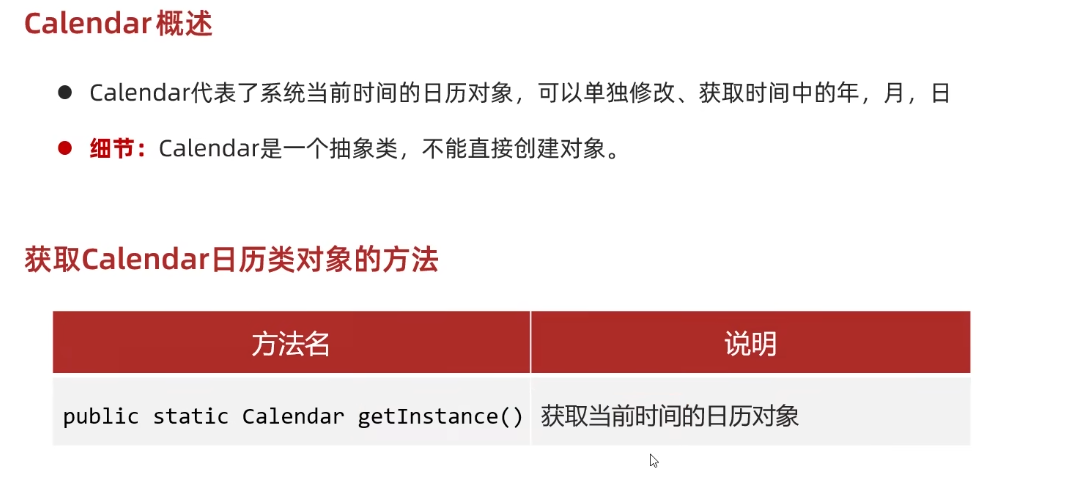 Calendar概述
● Calendar代表了系统当前时间的日历对象，可以单独修改、获取时间中的年，月，日
● 细节：Calendar是一个抽象类，不能直接创建对象。
获取Calendar日历类对象的方法
方法名 说明
public static Calendar getInstance() 获取当前时间的日历对象